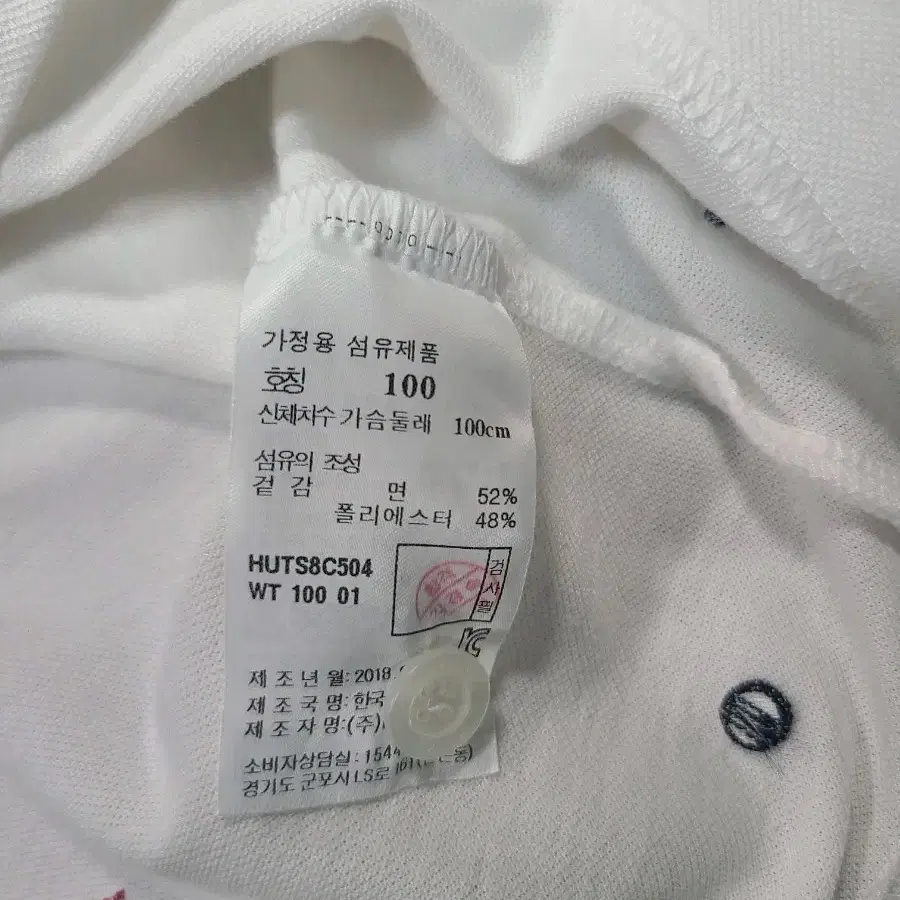 가정용 섬유제품
호칭 100
신체치수 가슴둘레 100cm
섬유의 조성
겉감 면 52%
폴리에스터 48%
HUTS8C504
WT 100 01
검사필
제조년월: 2018.
제조국명: 한국
제조자명: (주)
소비자상담실: 1544
경기도 군포시 LS로